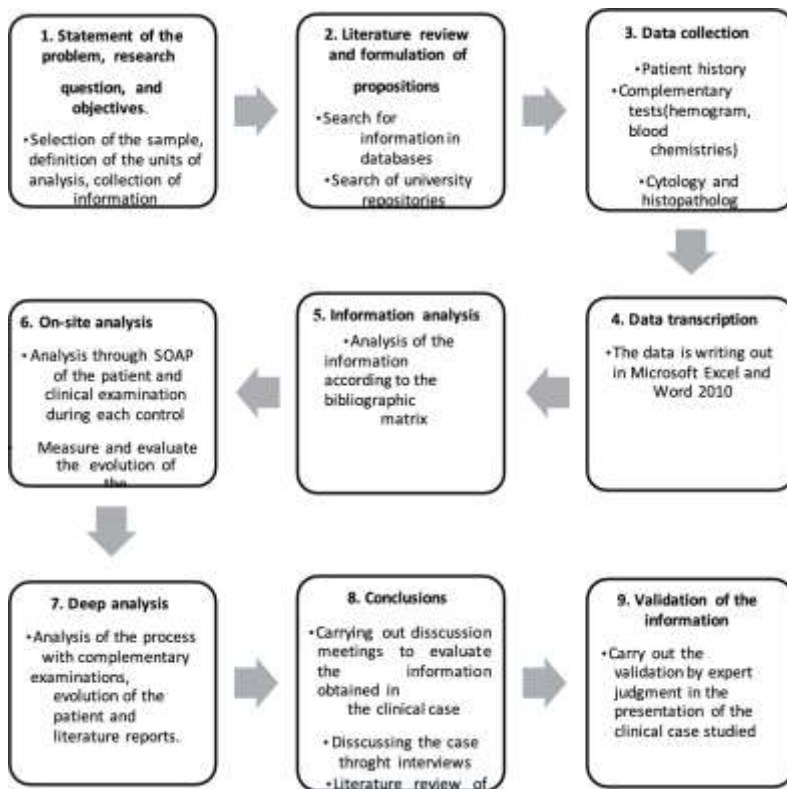 1. Statement of the
problem, research
question, and
objectives.
•Selection of the sample,
definition of the units of
analysis, collection of
information
2. Literature review
and formulation of
propositions
•Search for
information in
databases
•Search of university
repositories
3. Data collection
•Patient history
•Complementary
tests(hemogram,
blood
chemistries)
•Cytology and
histopatholog
4. Data transcription
•The data is writing out
in Microsoft Excel and
Word 2010
5. Information analysis
•Analysis of the
information
according to the
bibliographic
matrix
6. On-site analysis
•Analysis through SOAP
of the patient and
clinical examination
during each control
Measure and evaluate
the evolution of
the
7. Deep analysis
•Analysis of the process
with complementary
examinations,
evolution of the
patient and
literature reports.
8. Conclusions
•Carrying out disscussion
meetings to evaluate
the information
obtained in
the clinical case
•Disscussing the case
throght interviews
•Literature review of
9. Validation of the
information
•Carry out the
validation by expert
judgment in the
presentation of the
clinical case studied